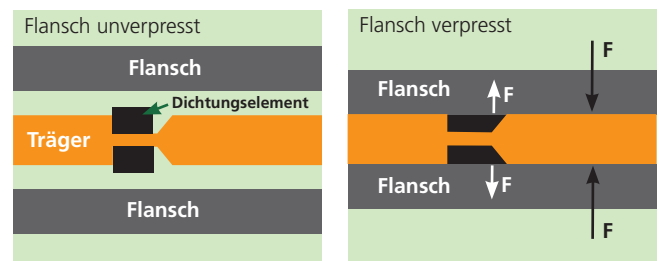 Flansch unverpresst
Flansch
Dichtungselement
Träger
Flansch
Flansch verpresst
F
Flansch
F
Flansch
F
F